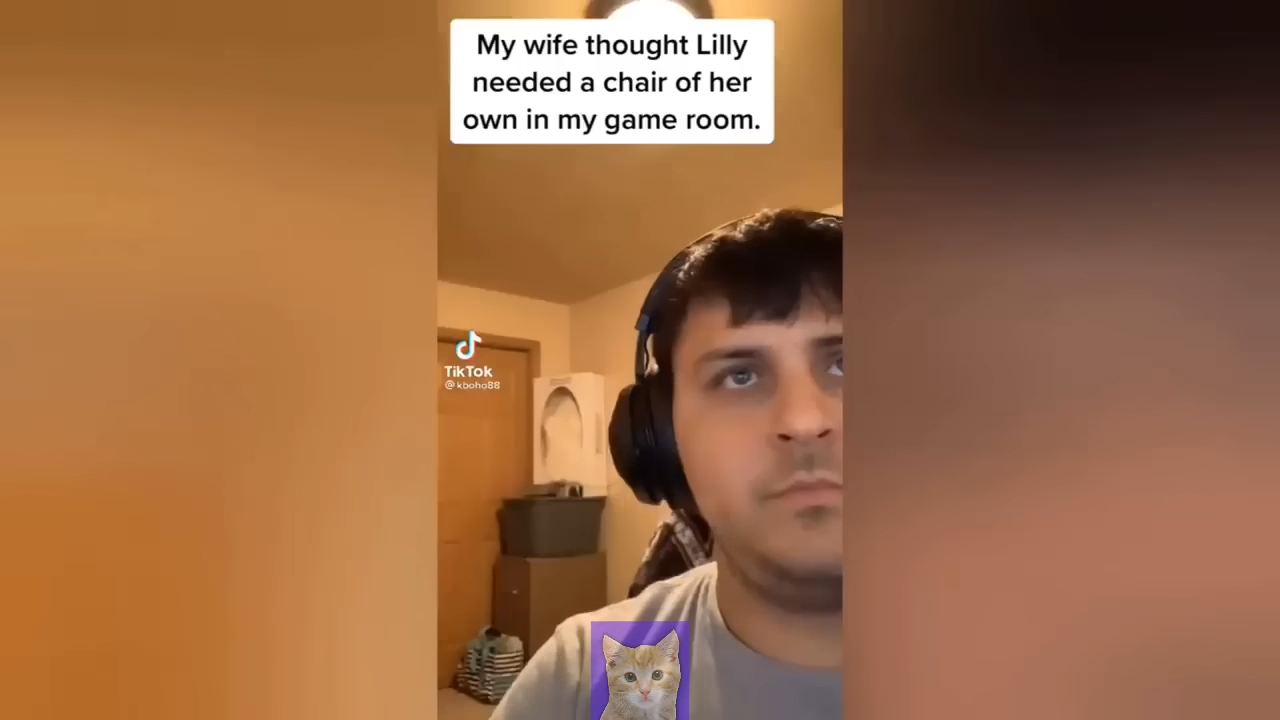 My wife thought Lilly
needed a chair of her
own in my game room.
TikTok
@kboho88